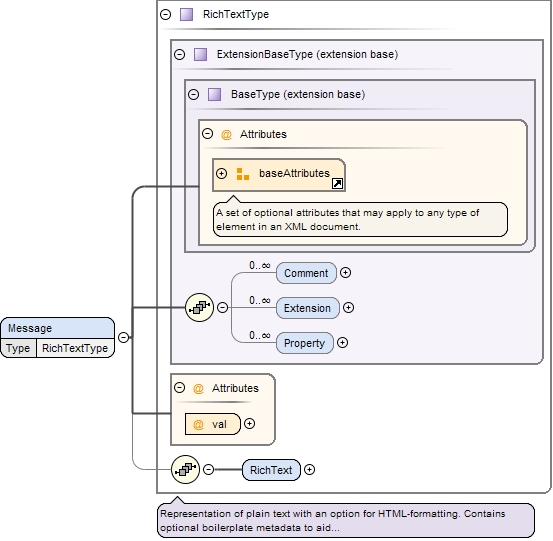 RichTextType
ExtensionBaseType (extension base)
BaseType (extension base)
@ Attributes
baseAttributes
A set of optional attributes that may apply to any type of
element in an XML document.
0..∞
Comment
0..∞
Extension
0..∞
Property
Message
Type RichTextType
@ Attributes
@ val
RichText
Representation of plain text with an option for HTML-formatting. Contains
optional boilerplate metadata to aid...